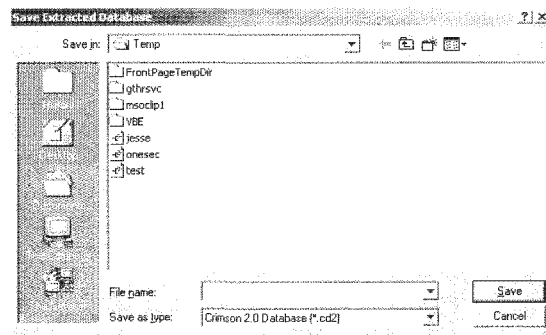 Save Extracted Database
Save in: Temp
FrontPageTempDir
gthrsvc
msoclip1
VBE
jesse
onesec
test
File name:
Save
Save as type: Crimson 2.0 Database (*.cd2)
Cancel